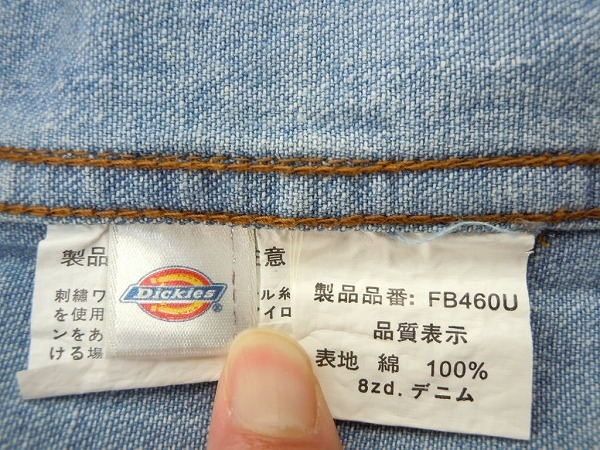 製品
注意
刺繍ワ
ル糸
を使用
イロ
ンをあ
ける場
Dickies
製品品番: FB460U
品質表示
表地 綿 100%
8zd. デニム